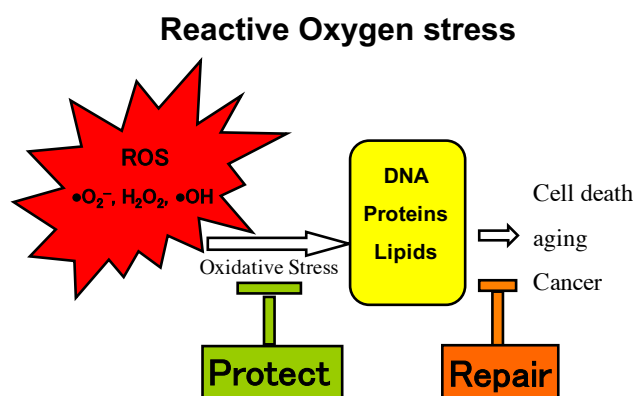 Reactive Oxygen stress
ROS
●O₂⁻, H₂O₂, ●OH
Oxidative Stress
DNA
Proteins
Lipids
Cell death
aging
Cancer
Protect
Repair